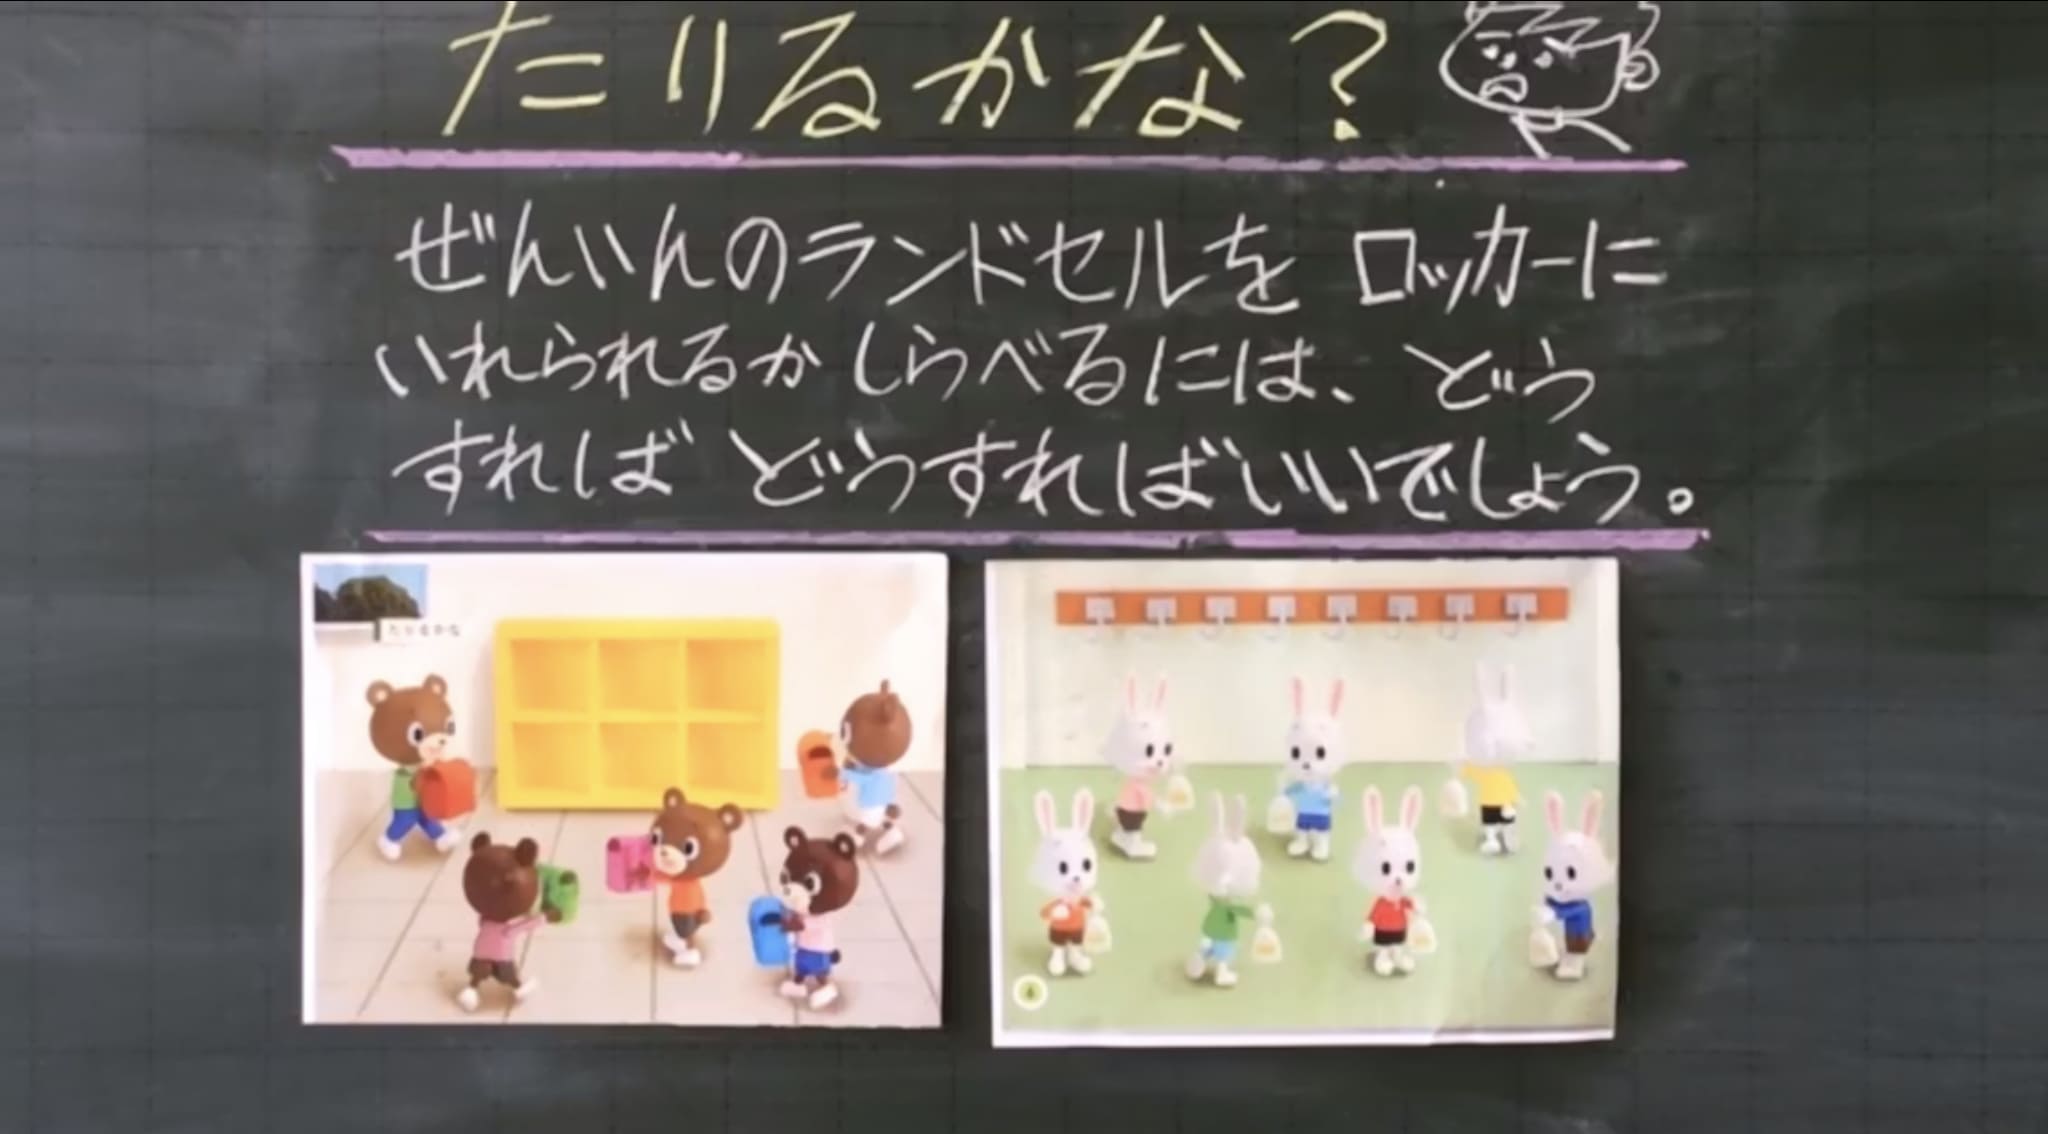 たりるかな？
ぜんいんのランドセルを ロッカーに
いれられるか しらべるには、どう
すれば どうすればいいでしょう。
たりるかな
6